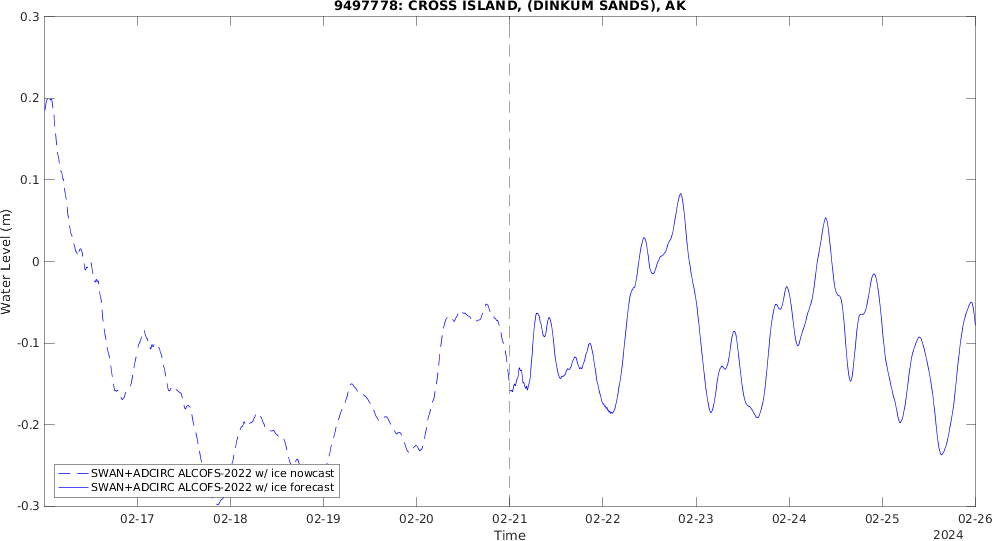 9497778: CROSS ISLAND, (DINKUM SANDS), AK
0.3
0.2
0.1
0
-0.1
-0.2
-0.3
Water Level (m)
SWAN+ADCIRC ALCOFS-2022 w/ ice nowcast
SWAN+ADCIRC ALCOFS-2022 w/ ice forecast
02-17 02-18 02-19 02-20 02-21 02-22 02-23 02-24 02-25 02-26
Time
2024